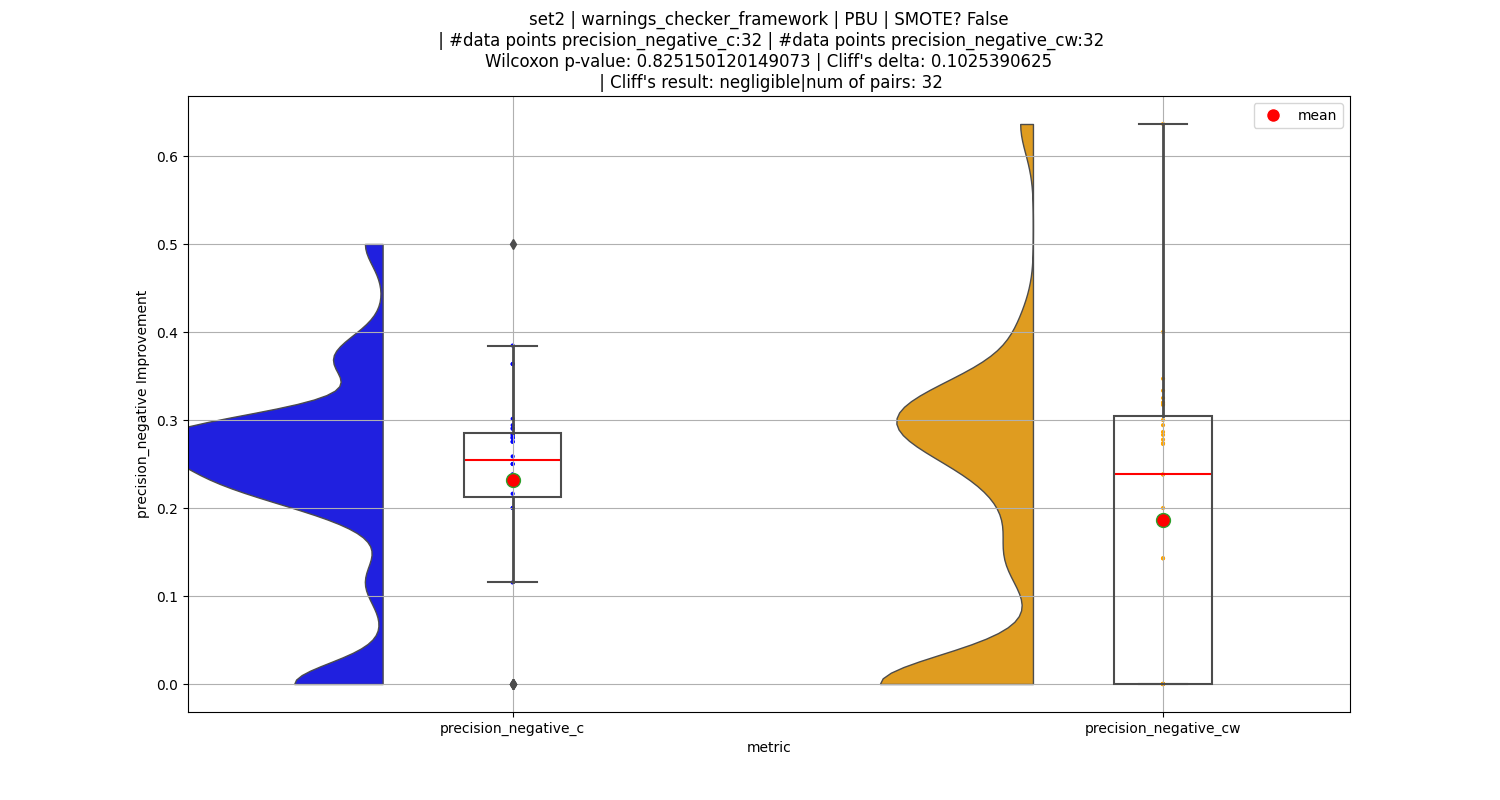 set2 | warnings_checker_framework | PBU | SMOTE? False
| #data points precision_negative_c:32 | #data points precision_negative_cw:32
Wilcoxon p-value: 0.825150120149073 | Cliff's delta: 0.1025390625
| Cliff's result: negligible|num of pairs: 32
mean
precision_negative Improvement
0.6
0.5
0.4
0.3
0.2
0.1
0.0
precision_negative_c
precision_negative_cw
metric